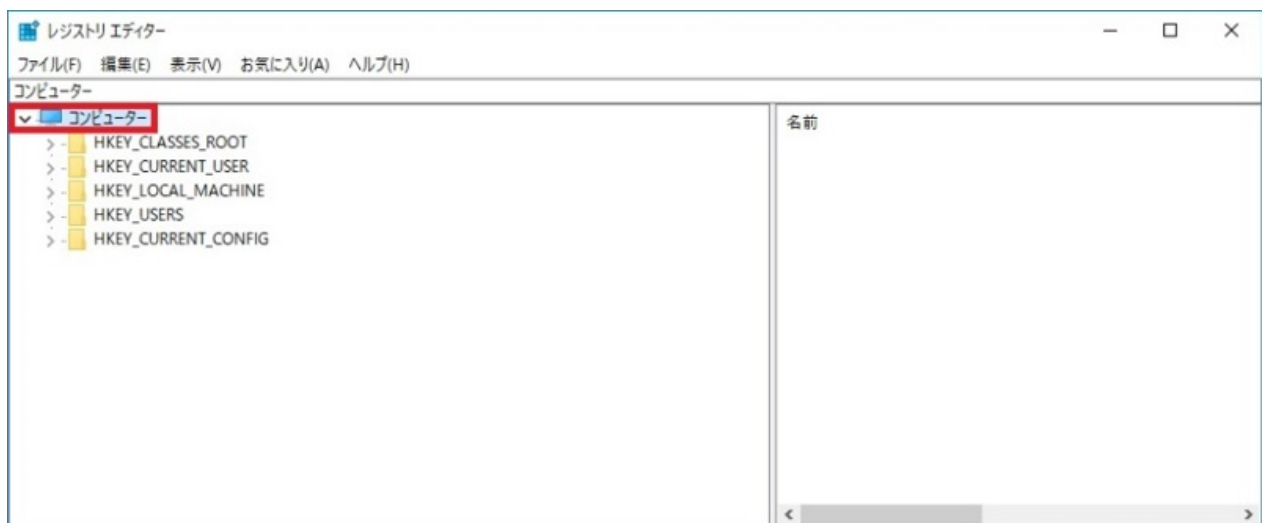 レジストリ エディター
ファイル(F) 編集(E) 表示(V) お気に入り(A) ヘルプ(H)
コンピューター
コンピューター
HKEY_CLASSES_ROOT
HKEY_CURRENT_USER
HKEY_LOCAL_MACHINE
HKEY_USERS
HKEY_CURRENT_CONFIG
名前